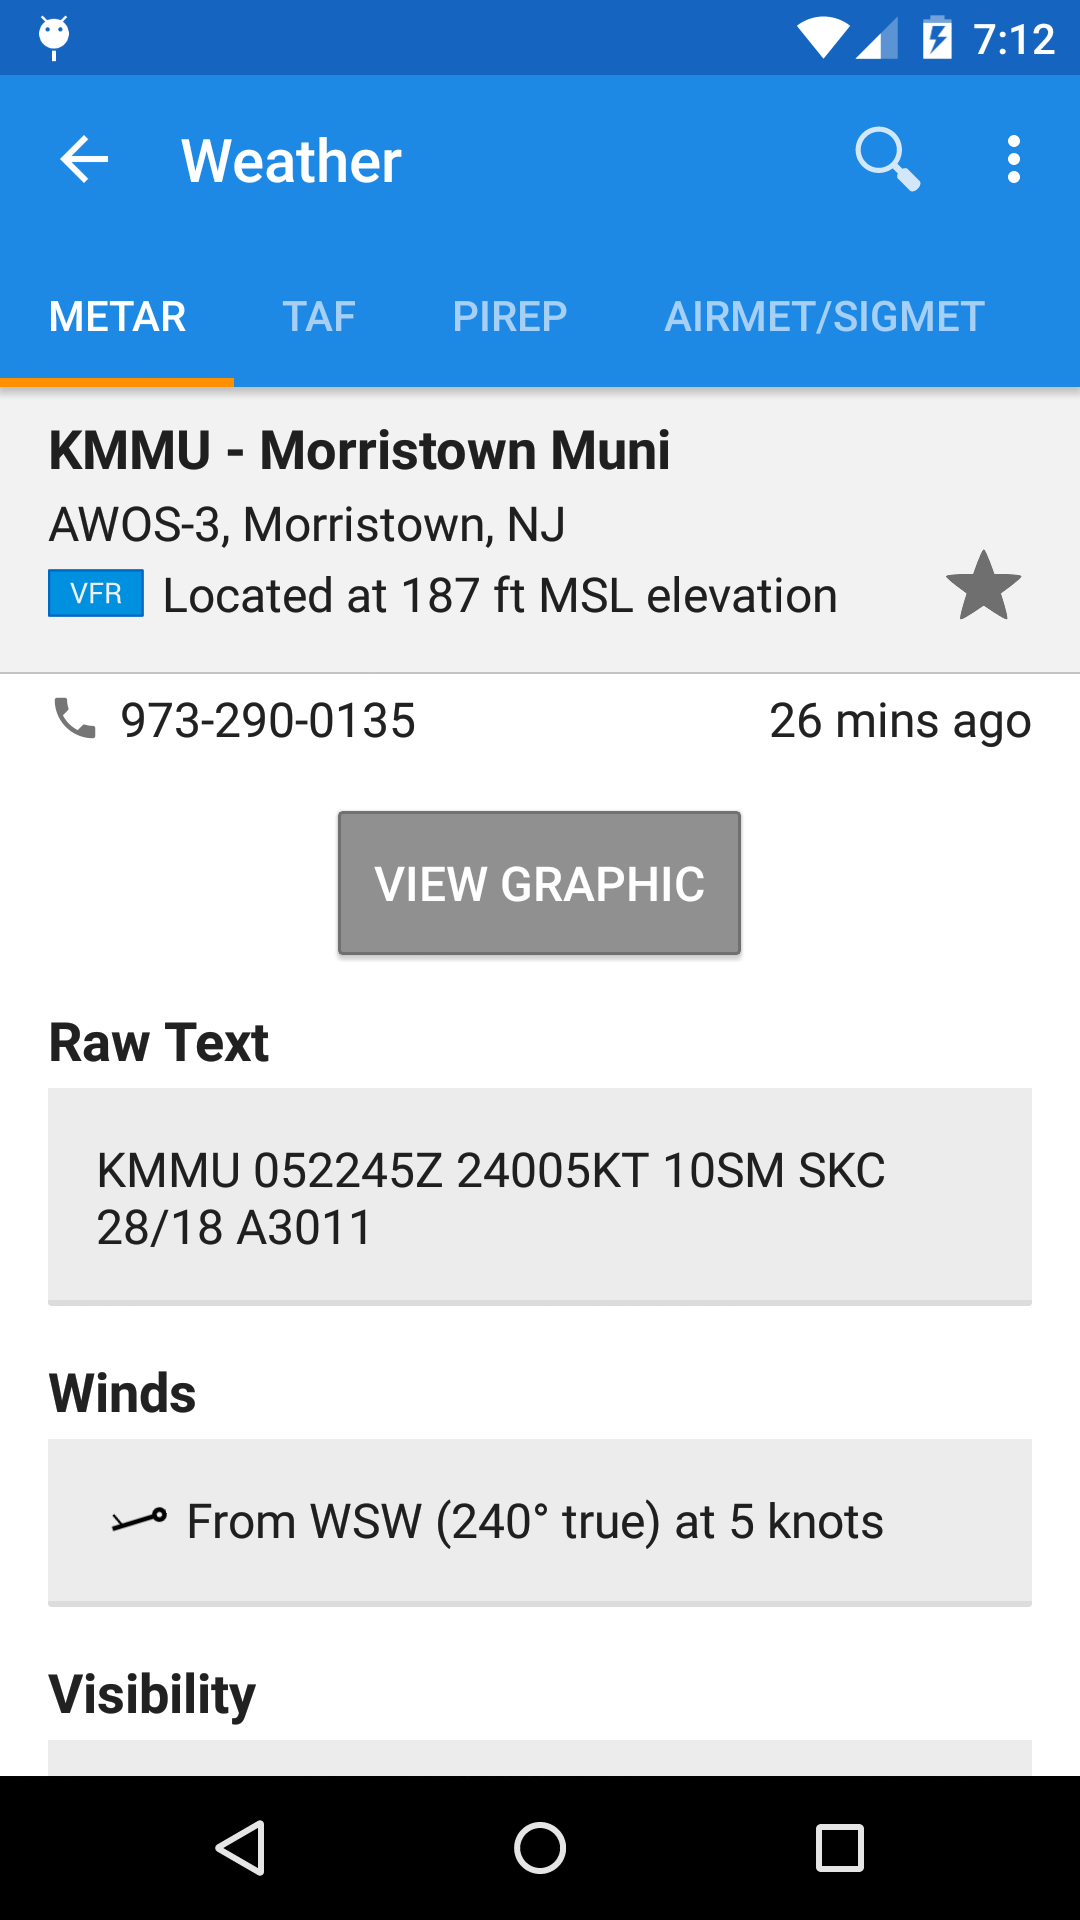 7:12
Weather
METAR TAF PIREP AIRMET/SIGMET
KMMU - Morristown Muni
AWOS-3, Morristown, NJ
VFR Located at 187 ft MSL elevation
973-290-0135 26 mins ago
VIEW GRAPHIC
Raw Text
KMMU 052245Z 24005KT 10SM SKC
28/18 A3011
Winds
From WSW (240° true) at 5 knots
Visibility